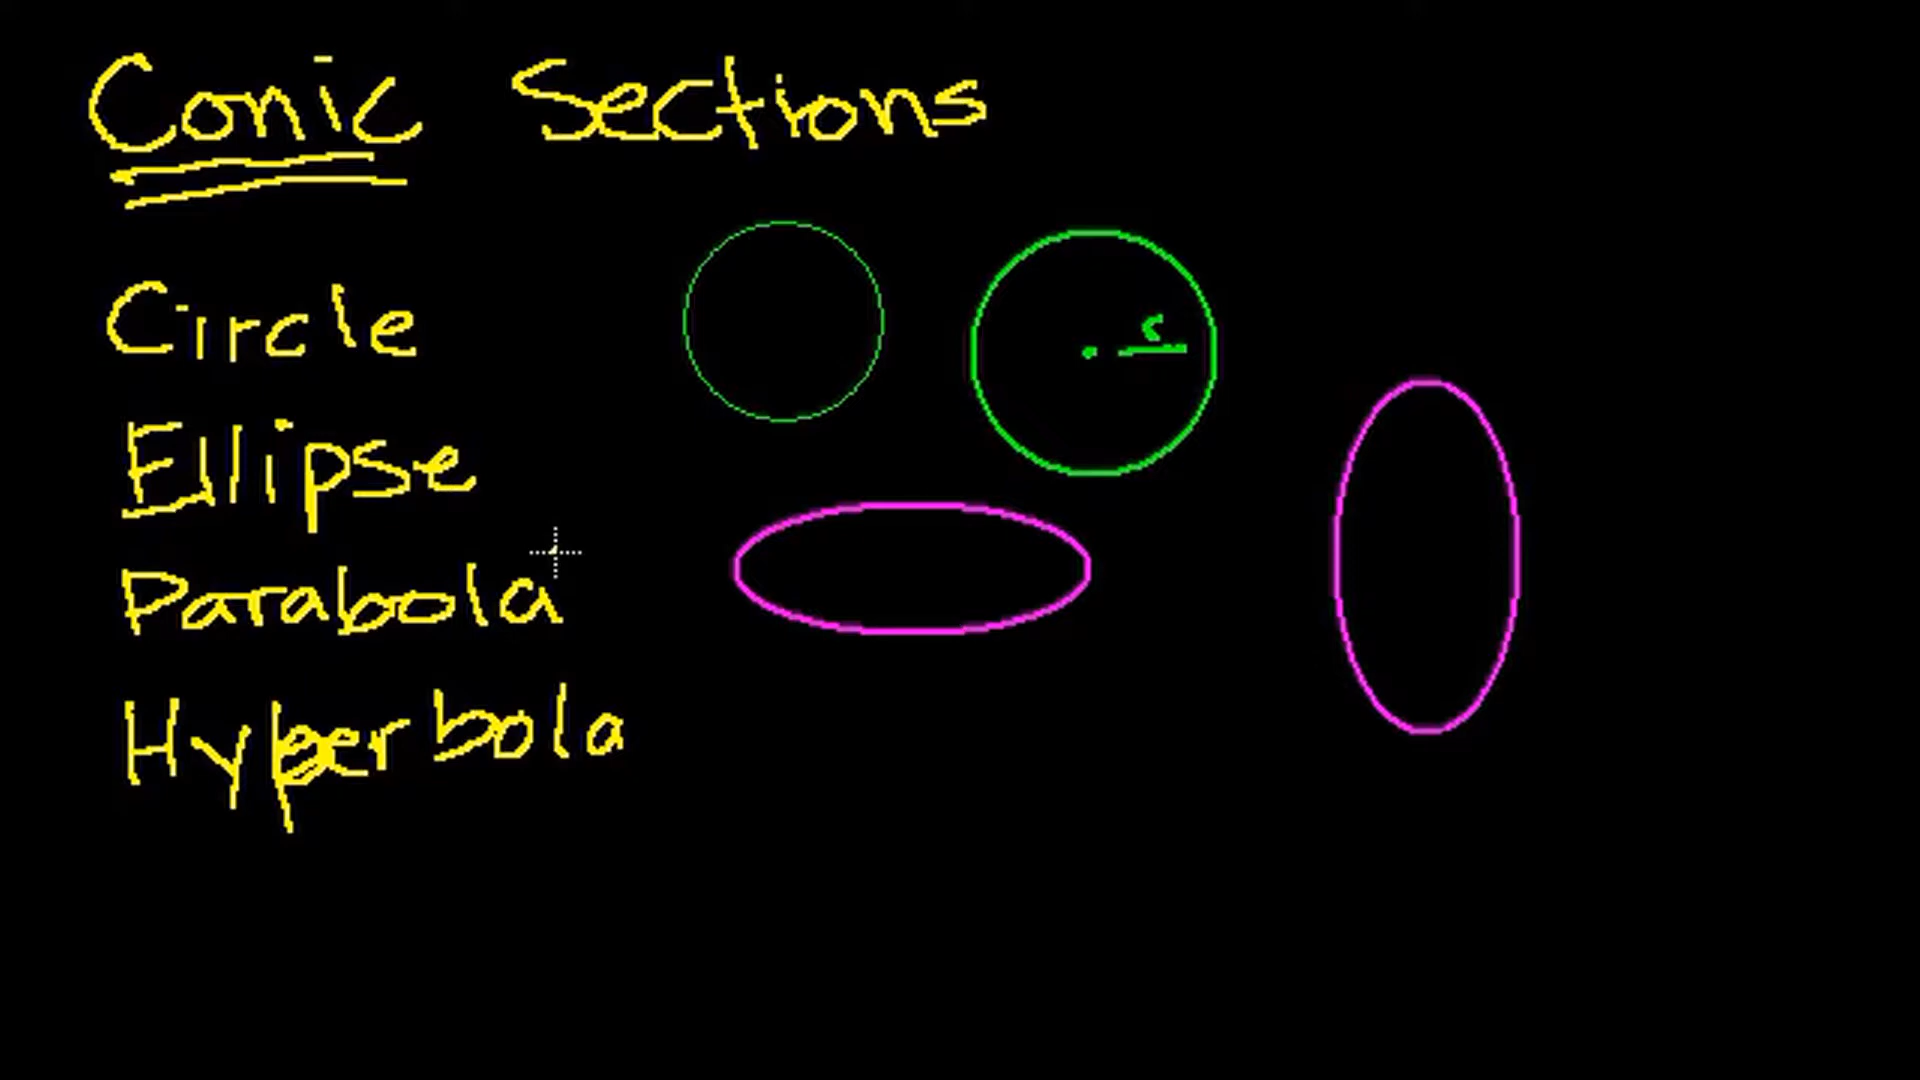 Conic Sections
Circle
Ellipse
Parabola
Hyperbola